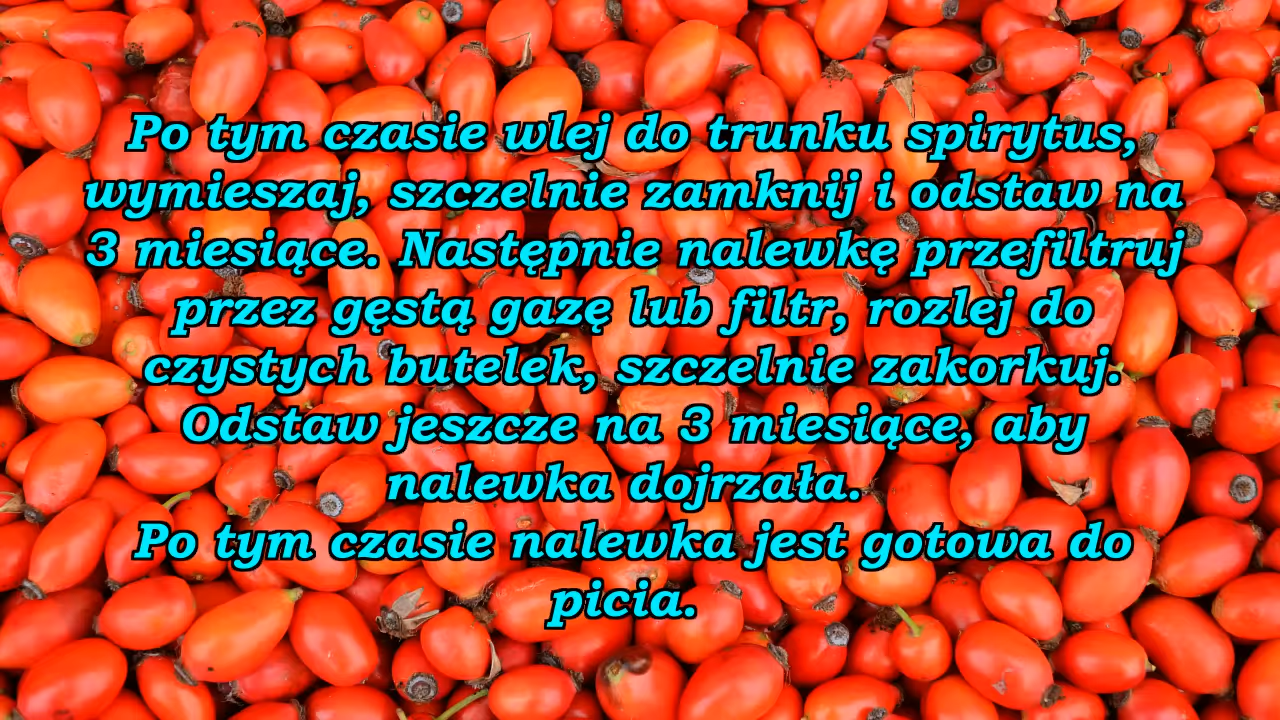 Po tym czasie wlej do trunku spirytus,
wymieszaj, szczelnie zamknij i odstaw na
3 miesiące. Następnie nalewkę przefiltruj
przez gęstą gazę lub filtr, rozlej do
czystych butelek, szczelnie zakorkuj.
Odstaw jeszcze na 3 miesiące, aby
nalewka dojrzała.
Po tym czasie nalewka jest gotowa do
picia.